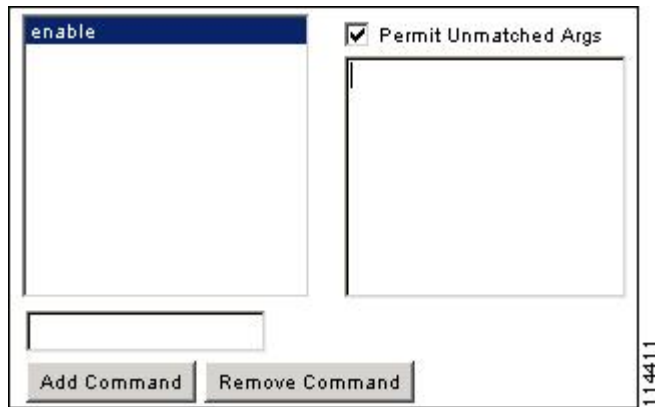 enable
Permit Unmatched Args
Add Command
Remove Command
114411